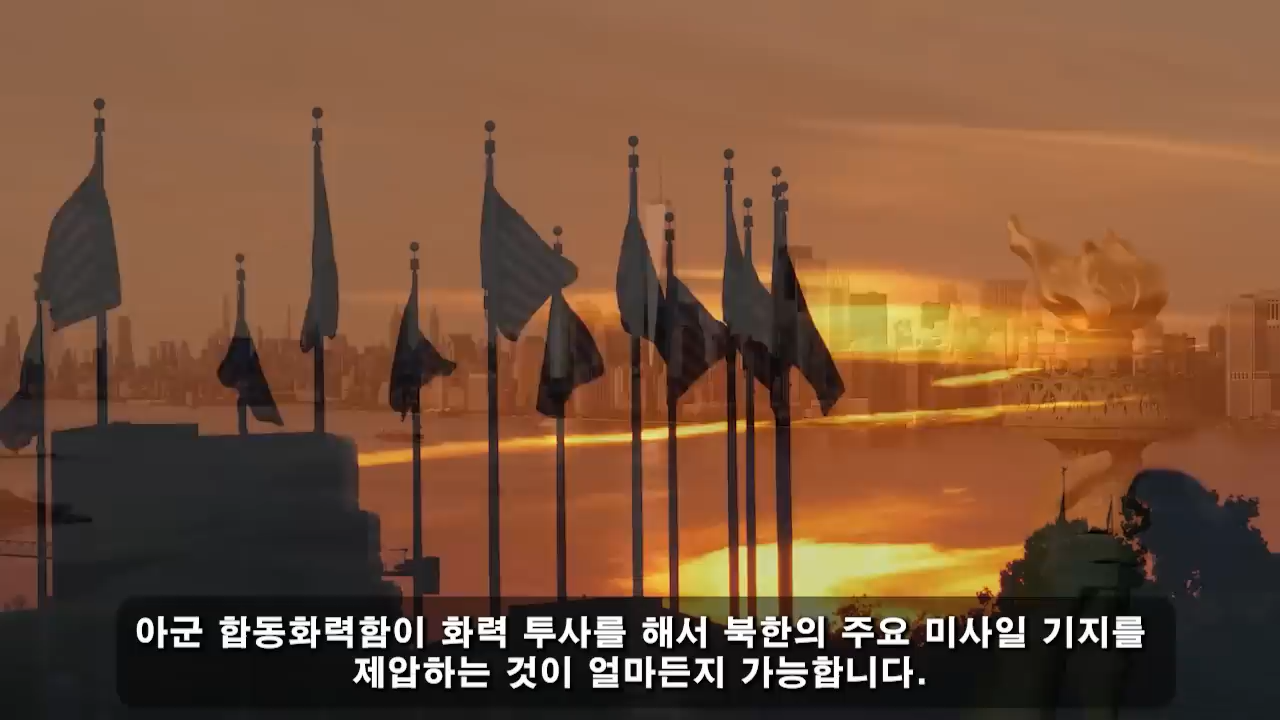 아군 합동화력함이 화력 투사를 해서 북한의 주요 미사일 기지를
제압하는 것이 얼마든지 가능합니다.